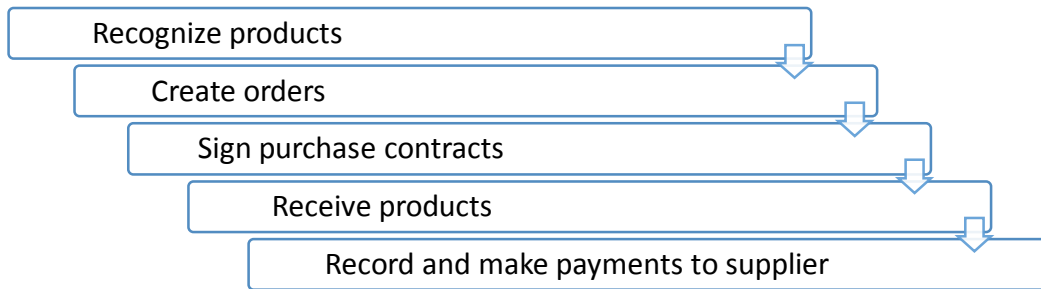 Recognize products
Create orders
Sign purchase contracts
Receive products
Record and make payments to supplier